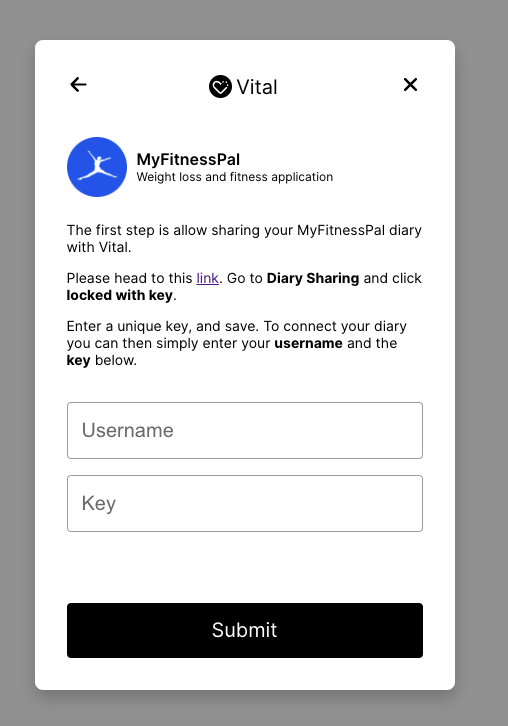 Vital
MyFitnessPal
Weight loss and fitness application
The first step is allow sharing your MyFitnessPal diary
with Vital.
Please head to this link. Go to Diary Sharing and click
locked with key.
Enter a unique key, and save. To connect your diary
you can then simply enter your username and the
key below.
Username
Key
Submit